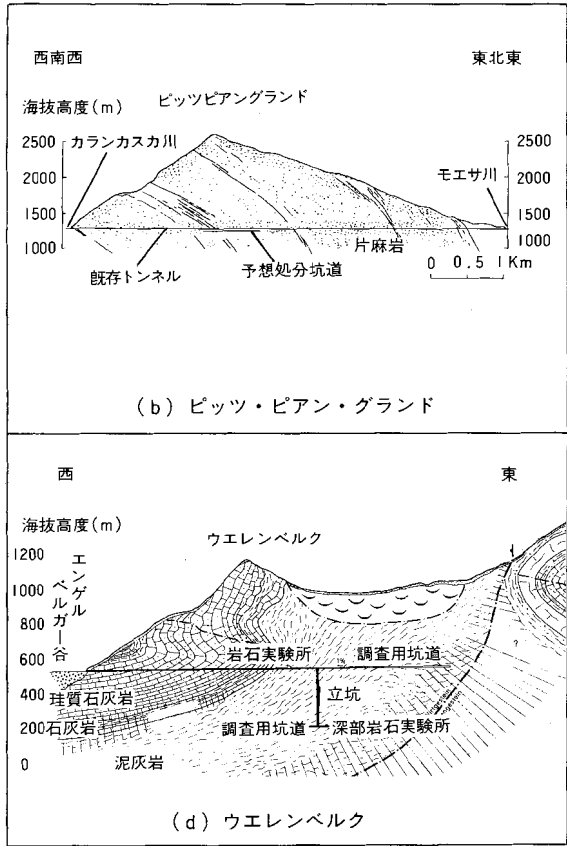 西南西 東北東
海抜高度(m) ピッツピアングランド
カランカスカ川 モエサ川
2500 2500
2000 2000
1500 1500
1000 1000
片麻岩
既存トンネル 予想処分坑道
0 0.5 1Km
(b) ピッツ・ピアン・グランド
西 東
海抜高度(m) ウエレンベルク
1200
1000
800
600
400
200
0
エンゲル
ベルガー谷
岩石実験所 調査用坑道
珪質石灰岩 立坑
石灰岩 調査用坑道 深部岩石実験所
泥灰岩
?
(d) ウエレンベルク